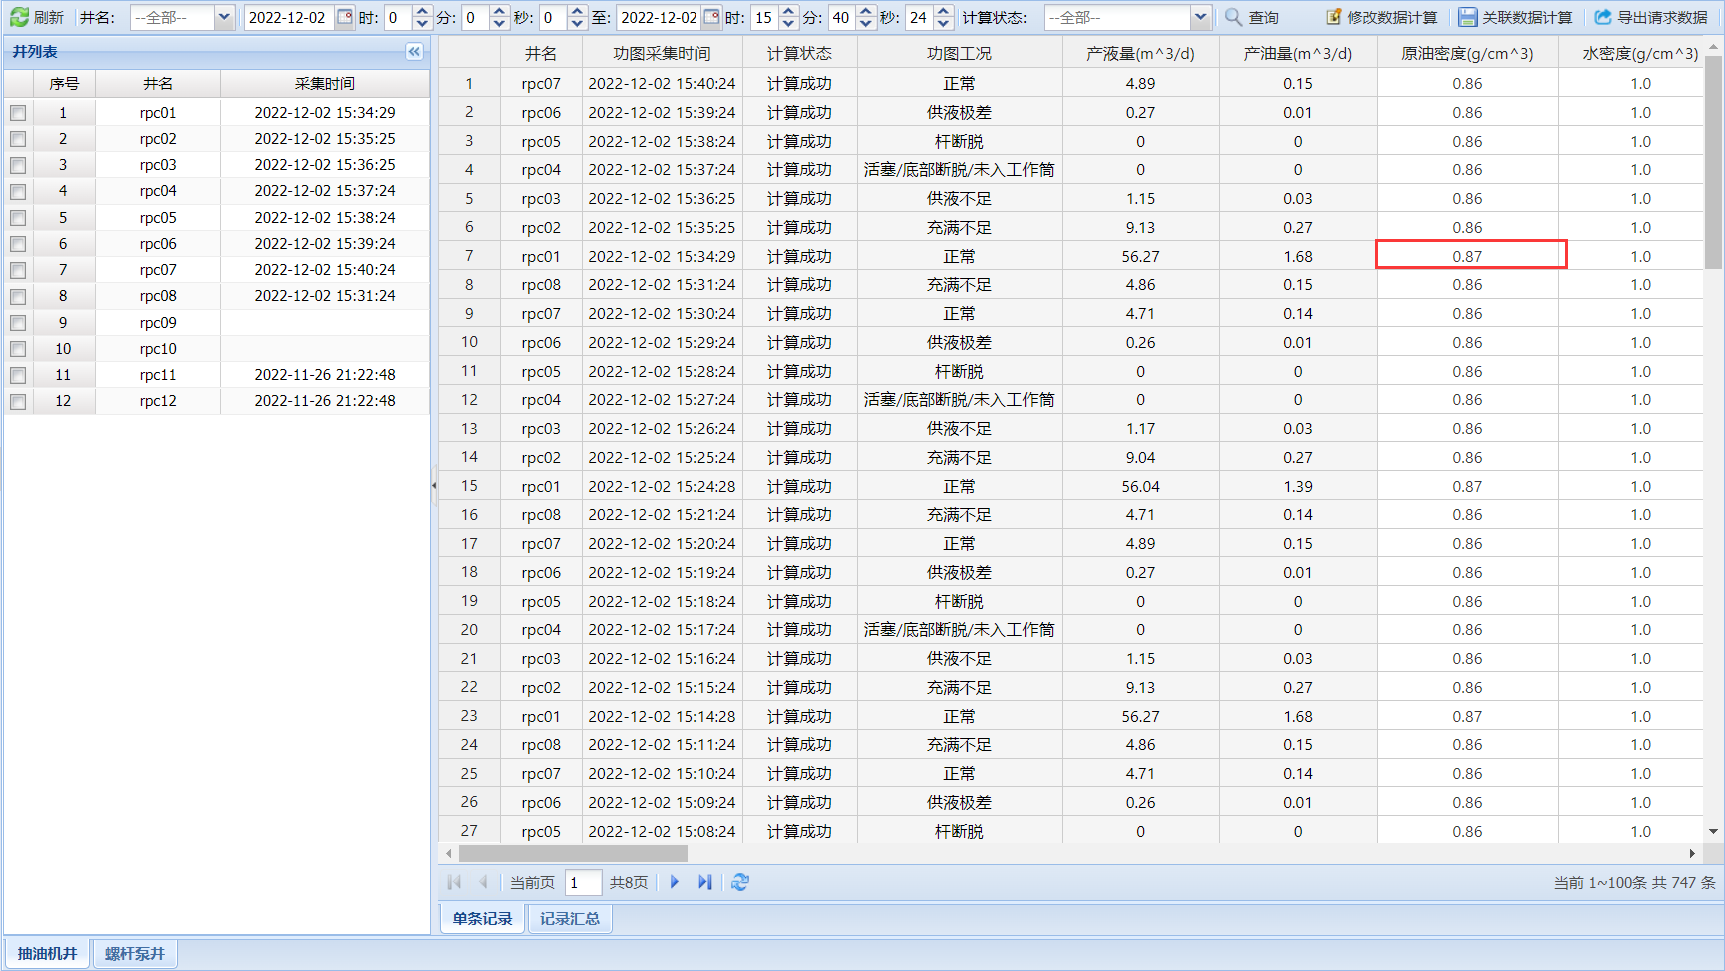 刷新 井名: --全部-- 2022-12-02 时: 0 分: 0 秒: 0 至: 2022-12-02 时: 15 分: 40 秒: 24 计算状态: --全部-- 查询 修改数据计算 关联数据计算 导出请求数据
井列表
序号 井名 采集时间
1 rpc01 2022-12-02 15:34:29
2 rpc02 2022-12-02 15:35:25
3 rpc03 2022-12-02 15:36:25
4 rpc04 2022-12-02 15:37:24
5 rpc05 2022-12-02 15:38:24
6 rpc06 2022-12-02 15:39:24
7 rpc07 2022-12-02 15:40:24
8 rpc08 2022-12-02 15:31:24
9 rpc09
10 rpc10
11 rpc11 2022-11-26 21:22:48
12 rpc12 2022-11-26 21:22:48
井名 功图采集时间 计算状态 功图工况 产液量(m^3/d) 产油量(m^3/d) 原油密度(g/cm^3) 水密度(g/cm^3)
1 rpc07 2022-12-02 15:40:24 计算成功 正常 4.89 0.15 0.86 1.0
2 rpc06 2022-12-02 15:39:24 计算成功 供液极差 0.27 0.01 0.86 1.0
3 rpc05 2022-12-02 15:38:24 计算成功 杆断脱 0 0 0.86 1.0
4 rpc04 2022-12-02 15:37:24 计算成功 活塞/底部断脱/未入工作筒 0 0 0.86 1.0
5 rpc03 2022-12-02 15:36:25 计算成功 供液不足 1.15 0.03 0.86 1.0
6 rpc02 2022-12-02 15:35:25 计算成功 充满不足 9.13 0.27 0.86 1.0
7 rpc01 2022-12-02 15:34:29 计算成功 正常 56.27 1.68 0.87 1.0
8 rpc08 2022-12-02 15:31:24 计算成功 充满不足 4.86 0.15 0.86 1.0
9 rpc07 2022-12-02 15:30:24 计算成功 正常 4.71 0.14 0.86 1.0
10 rpc06 2022-12-02 15:29:24 计算成功 供液极差 0.26 0.01 0.86 1.0
11 rpc05 2022-12-02 15:28:24 计算成功 杆断脱 0 0 0.86 1.0
12 rpc04 2022-12-02 15:27:24 计算成功 活塞/底部断脱/未入工作筒 0 0 0.86 1.0
13 rpc03 2022-12-02 15:26:24 计算成功 供液不足 1.17 0.03 0.86 1.0
14 rpc02 2022-12-02 15:25:24 计算成功 充满不足 9.04 0.27 0.86 1.0
15 rpc01 2022-12-02 15:24:28 计算成功 正常 56.04 1.39 0.87 1.0
16 rpc08 2022-12-02 15:21:24 计算成功 充满不足 4.71 0.14 0.86 1.0
17 rpc07 2022-12-02 15:20:24 计算成功 正常 4.89 0.15 0.86 1.0
18 rpc06 2022-12-02 15:19:24 计算成功 供液极差 0.27 0.01 0.86 1.0
19 rpc05 2022-12-02 15:18:24 计算成功 杆断脱 0 0 0.86 1.0
20 rpc04 2022-12-02 15:17:24 计算成功 活塞/底部断脱/未入工作筒 0 0 0.86 1.0
21 rpc03 2022-12-02 15:16:24 计算成功 供液不足 1.15 0.03 0.86 1.0
22 rpc02 2022-12-02 15:15:24 计算成功 充满不足 9.13 0.27 0.86 1.0
23 rpc01 2022-12-02 15:14:28 计算成功 正常 56.27 1.68 0.87 1.0
24 rpc08 2022-12-02 15:11:24 计算成功 充满不足 4.86 0.15 0.86 1.0
25 rpc07 2022-12-02 15:10:24 计算成功 正常 4.71 0.14 0.86 1.0
26 rpc06 2022-12-02 15:09:24 计算成功 供液极差 0.26 0.01 0.86 1.0
27 rpc05 2022-12-02 15:08:24 计算成功 杆断脱 0 0 0.86 1.0
当前页 1 共8页 当前 1~100条 共 747 条
单条记录 记录汇总
抽油机井 螺杆泵井